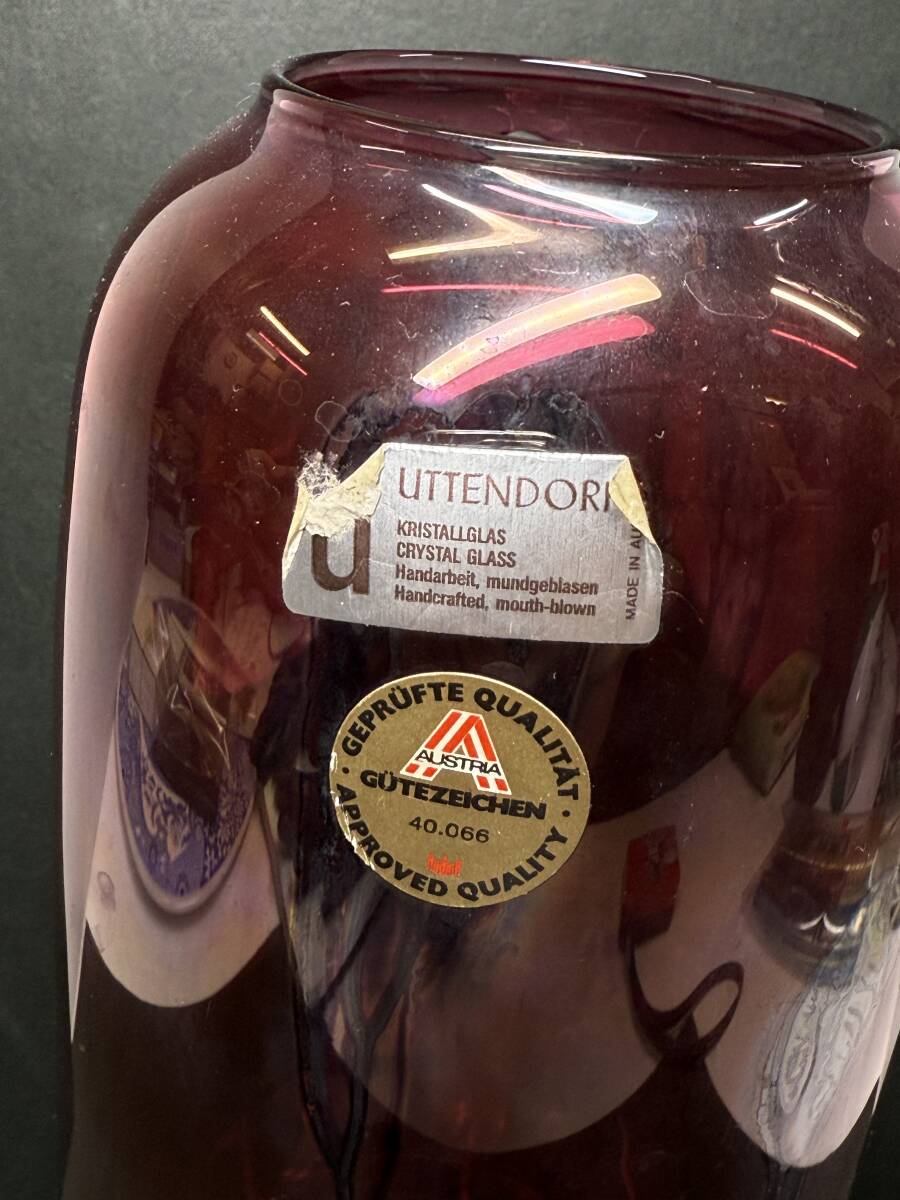 UTTENDORF
u
KRISTALLGLAS
CRYSTAL GLASS
Handarbeit, mundgeblasen
Handcrafted, mouth-blown
MADE IN AU
· GEPRÜFTE QUALITÄT ·
AUSTRIA
GÜTEZEICHEN
40.066
APPROVED QUALITY